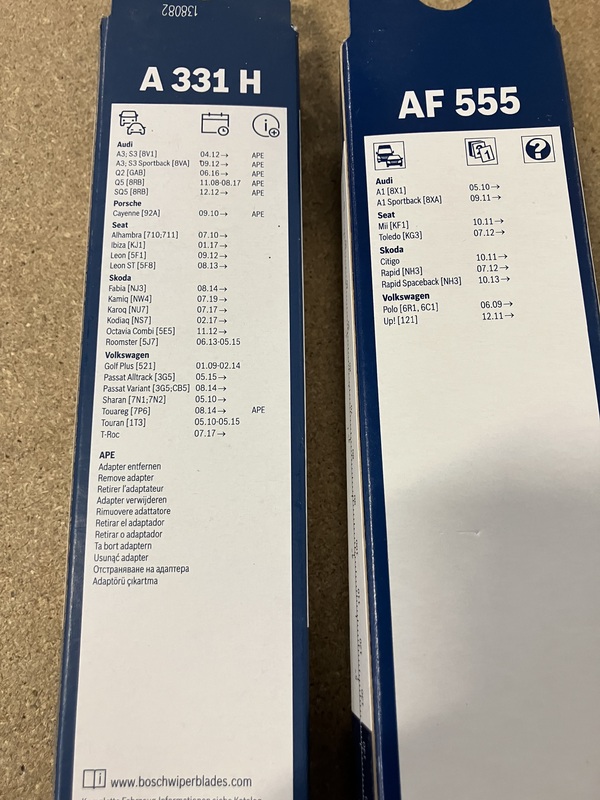 138082
A 331 H
Audi
A3; S3 [8V1] 04.12→ APE
A3; S3 Sportback [8VA] 09.12→ APE
Q2 [GAB] 06.16→ APE
Q5 [8RB] 11.08-08.17 APE
SQ5 [8RB] 12.12→ APE
Porsche
Cayenne [92A] 09.10→ APE
Seat
Alhambra [710;711] 07.10→
Ibiza [KJ1] 01.17→
Leon [5F1] 09.12→
Leon ST [5F8] 08.13→
Skoda
Fabia [NJ3] 08.14→
Kamiq [NW4] 07.19→
Karoq [NU7] 07.17→
Kodiaq [NS7] 02.17→
Octavia Combi [5E5] 11.12→
Roomster [5J7] 06.13-05.15
Volkswagen
Golf Plus [521] 01.09-02.14
Passat Alltrack [3G5] 05.15→
Passat Variant [3G5;CB5] 08.14→
Sharan [7N1;7N2] 05.10→
Touareg [7P6] 08.14→ APE
Touran [1T3] 05.10-05.15
T-Roc 07.17→
APE
Adapter entfernen
Remove adapter
Retirer l'adaptateur
Adapter verwijderen
Rimuovere adattatore
Retirar el adaptador
Retirar o adaptador
Ta bort adaptern
Usunąć adapter
Отстраняване на адаптера
Adaptörü çıkartma
www.boschwiperblades.com
AF 555
Audi
A1 [8X1] 05.10→
A1 Sportback [8XA] 09.11→
Seat
Mii [KF1] 10.11→
Toledo [KG3] 07.12→
Skoda
Citigo 10.11→
Rapid [NH3] 07.12→
Rapid Spaceback [NH3] 10.13→
Volkswagen
Polo [6R1, 6C1] 06.09→
Up! [121] 12.11→